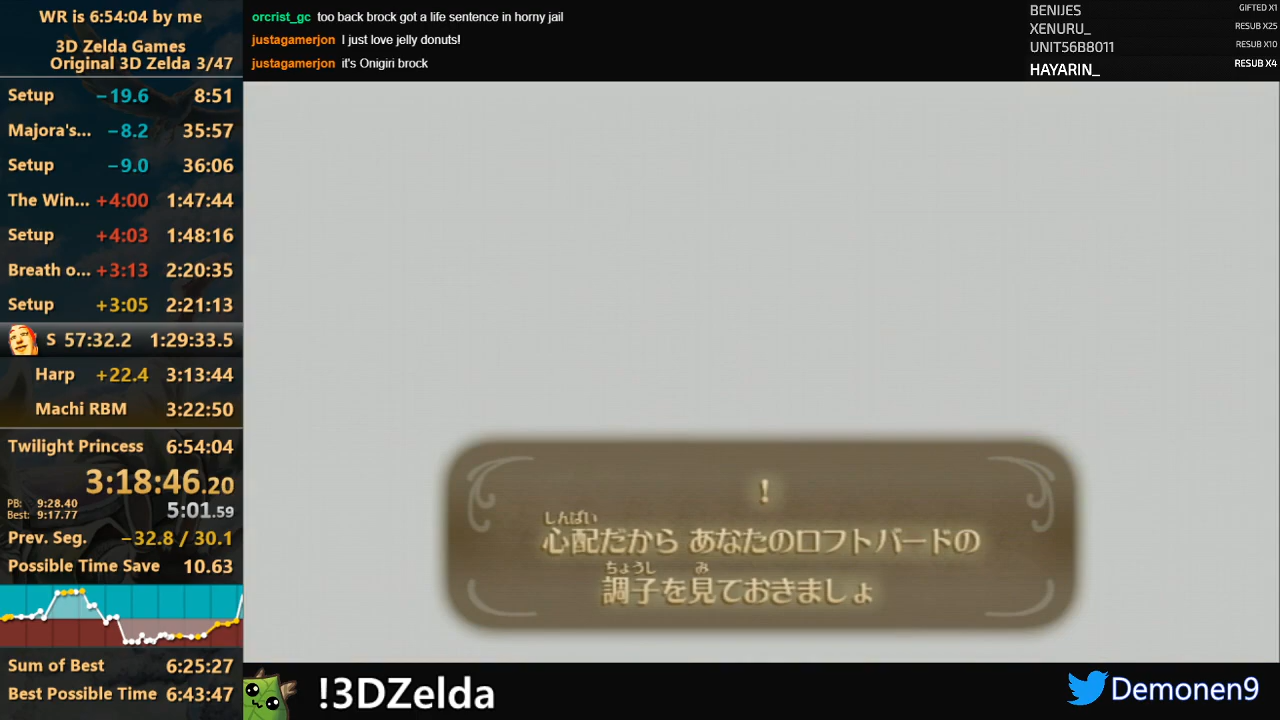 WR is 6:54:04 by me
3D Zelda Games
Original 3D Zelda 3/47
Setup −19.6 8:51
Majora's... −8.2 35:57
Setup −9.0 36:06
The Win... +4:00 1:47:44
Setup +4:03 1:48:16
Breath o... +3:13 2:20:35
Setup +3:05 2:21:13
S 57:32.2 1:29:33.5
Harp +22.4 3:13:44
Machi RBM 3:22:50
Twilight Princess 6:54:04
3:18:46.20
PB: 9:28.40
Best: 9:17.77
5:01.59
Prev. Seg. −32.8 / 30.1
Possible Time Save 10.63
Sum of Best 6:25:27
Best Possible Time 6:43:47
orcrist_gc too back brock got a life sentence in horny jail
justagamerjon I just love jelly donuts!
justagamerjon it's Onigiri brock
BENIJES GIFTED X1
XENURU_ RESUB X25
UNIT56B8011 RESUB X10
HAYARIN_ RESUB X4
!
しんぱい
心配だから あなたのロフトバードの
ちょうし み
調子を見ておきましょ
!3DZelda
Demonen9